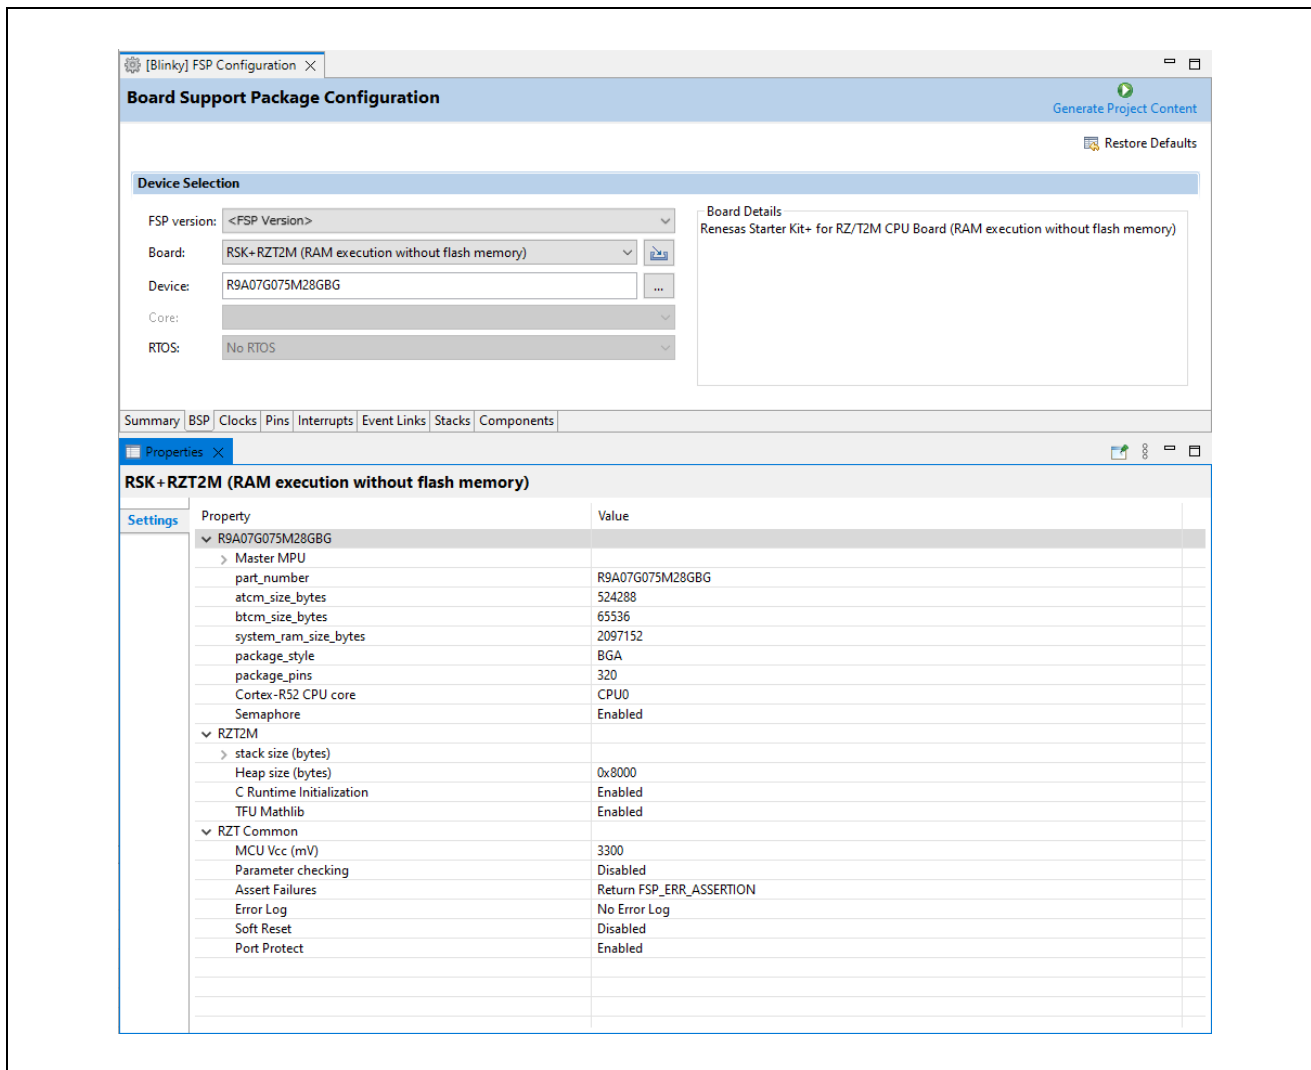 [Blinky] FSP Configuration
Board Support Package Configuration
Generate Project Content
Restore Defaults
Device Selection
FSP version: <FSP Version>
Board: RSK+RZT2M (RAM execution without flash memory)
Device: R9A07G075M28GBG ...
Core:
RTOS: No RTOS
Board Details
Renesas Starter Kit+ for RZ/T2M CPU Board (RAM execution without flash memory)
Summary BSP Clocks Pins Interrupts Event Links Stacks Components
Properties
RSK+RZT2M (RAM execution without flash memory)
Settings
Property Value
R9A07G075M28GBG
Master MPU
part_number R9A07G075M28GBG
atcm_size_bytes 524288
btcm_size_bytes 65536
system_ram_size_bytes 2097152
package_style BGA
package_pins 320
Cortex-R52 CPU core CPU0
Semaphore Enabled
RZT2M
stack size (bytes)
Heap size (bytes) 0x8000
C Runtime Initialization Enabled
TFU Mathlib Enabled
RZT Common
MCU Vcc (mV) 3300
Parameter checking Disabled
Assert Failures Return FSP_ERR_ASSERTION
Error Log No Error Log
Soft Reset Disabled
Port Protect Enabled